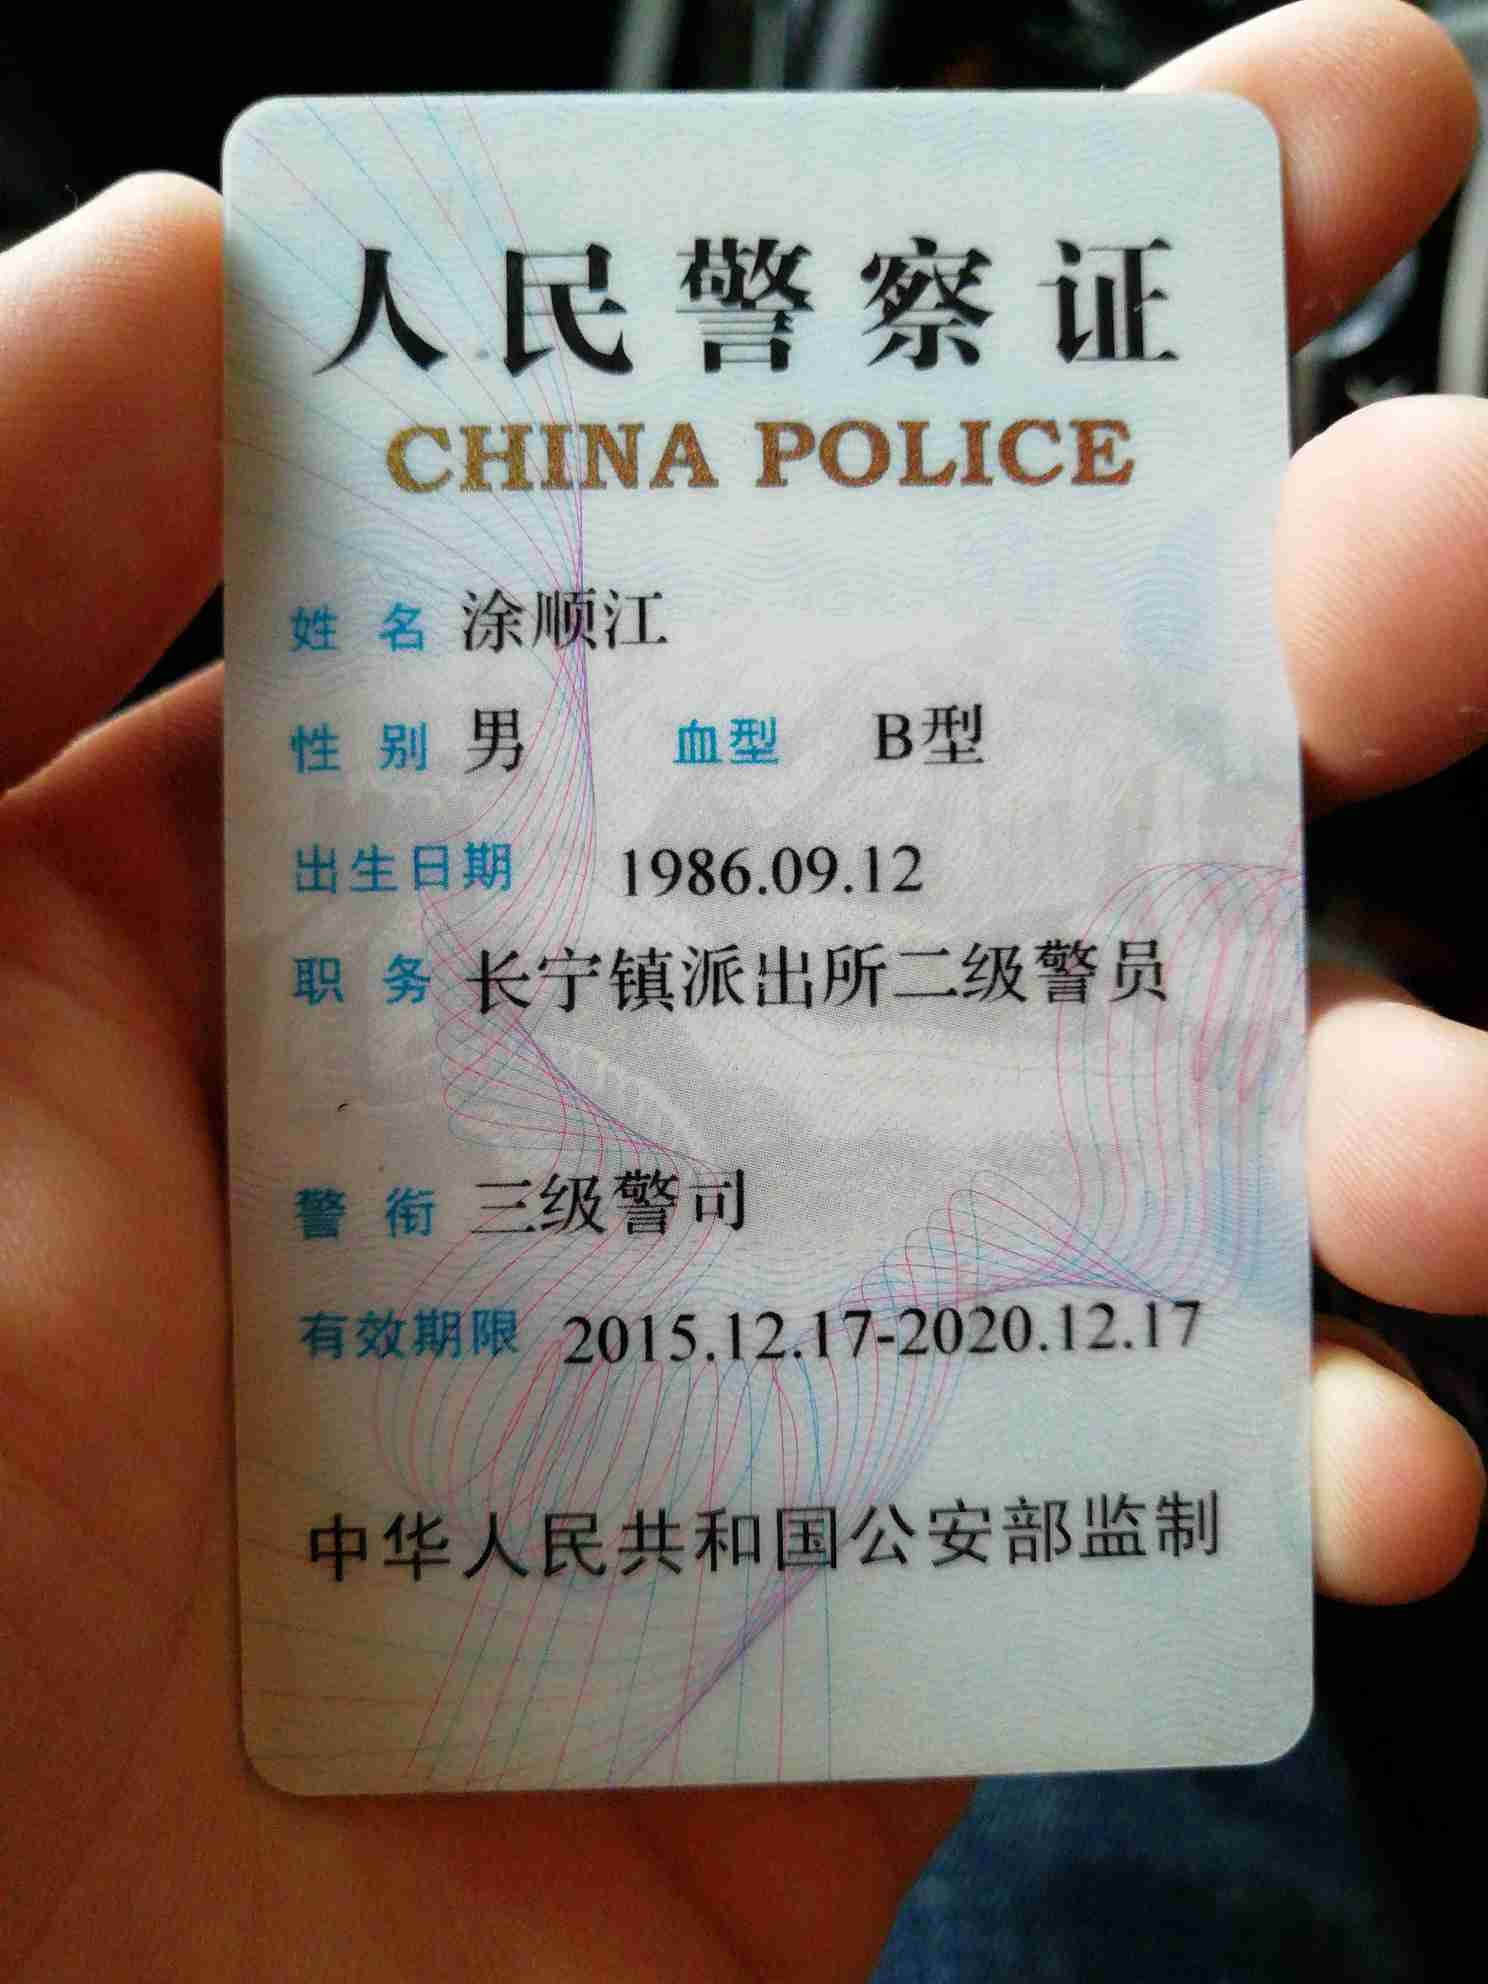 人民警察证
CHINA POLICE
姓名 涂顺江
性别 男 血型 B型
出生日期 1986.09.12
职务 长宁镇派出所二级警员
警衔 三级警司
有效期限 2015.12.17-2020.12.17
中华人民共和国公安部监制